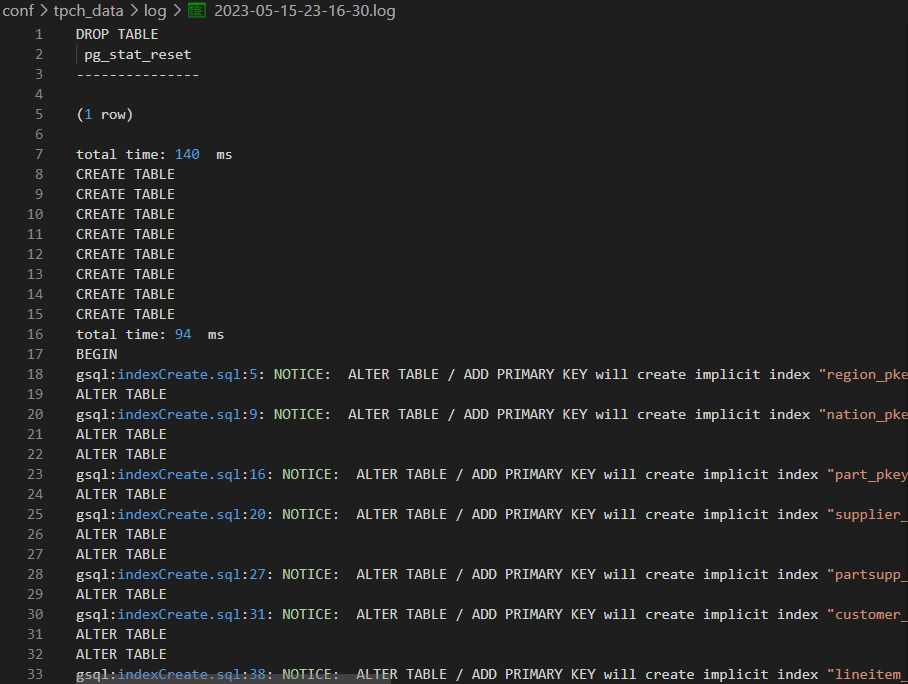 conf > tpch_data > log > 2023-05-15-23-16-30.log
1 DROP TABLE
2 pg_stat_reset
3 ---------------
4
5 (1 row)
6
7 total time: 140  ms
8 CREATE TABLE
9 CREATE TABLE
10 CREATE TABLE
11 CREATE TABLE
12 CREATE TABLE
13 CREATE TABLE
14 CREATE TABLE
15 CREATE TABLE
16 total time: 94  ms
17 BEGIN
18 gsql:indexCreate.sql:5: NOTICE:  ALTER TABLE / ADD PRIMARY KEY will create implicit index "region_pke
19 ALTER TABLE
20 gsql:indexCreate.sql:9: NOTICE:  ALTER TABLE / ADD PRIMARY KEY will create implicit index "nation_pke
21 ALTER TABLE
22 ALTER TABLE
23 gsql:indexCreate.sql:16: NOTICE:  ALTER TABLE / ADD PRIMARY KEY will create implicit index "part_pkey
24 ALTER TABLE
25 gsql:indexCreate.sql:20: NOTICE:  ALTER TABLE / ADD PRIMARY KEY will create implicit index "supplier_
26 ALTER TABLE
27 ALTER TABLE
28 gsql:indexCreate.sql:27: NOTICE:  ALTER TABLE / ADD PRIMARY KEY will create implicit index "partsupp_
29 ALTER TABLE
30 gsql:indexCreate.sql:31: NOTICE:  ALTER TABLE / ADD PRIMARY KEY will create implicit index "customer_
31 ALTER TABLE
32 ALTER TABLE
33 gsql:indexCreate.sql:38: NOTICE:  ALTER TABLE / ADD PRIMARY KEY will create implicit index "lineitem_